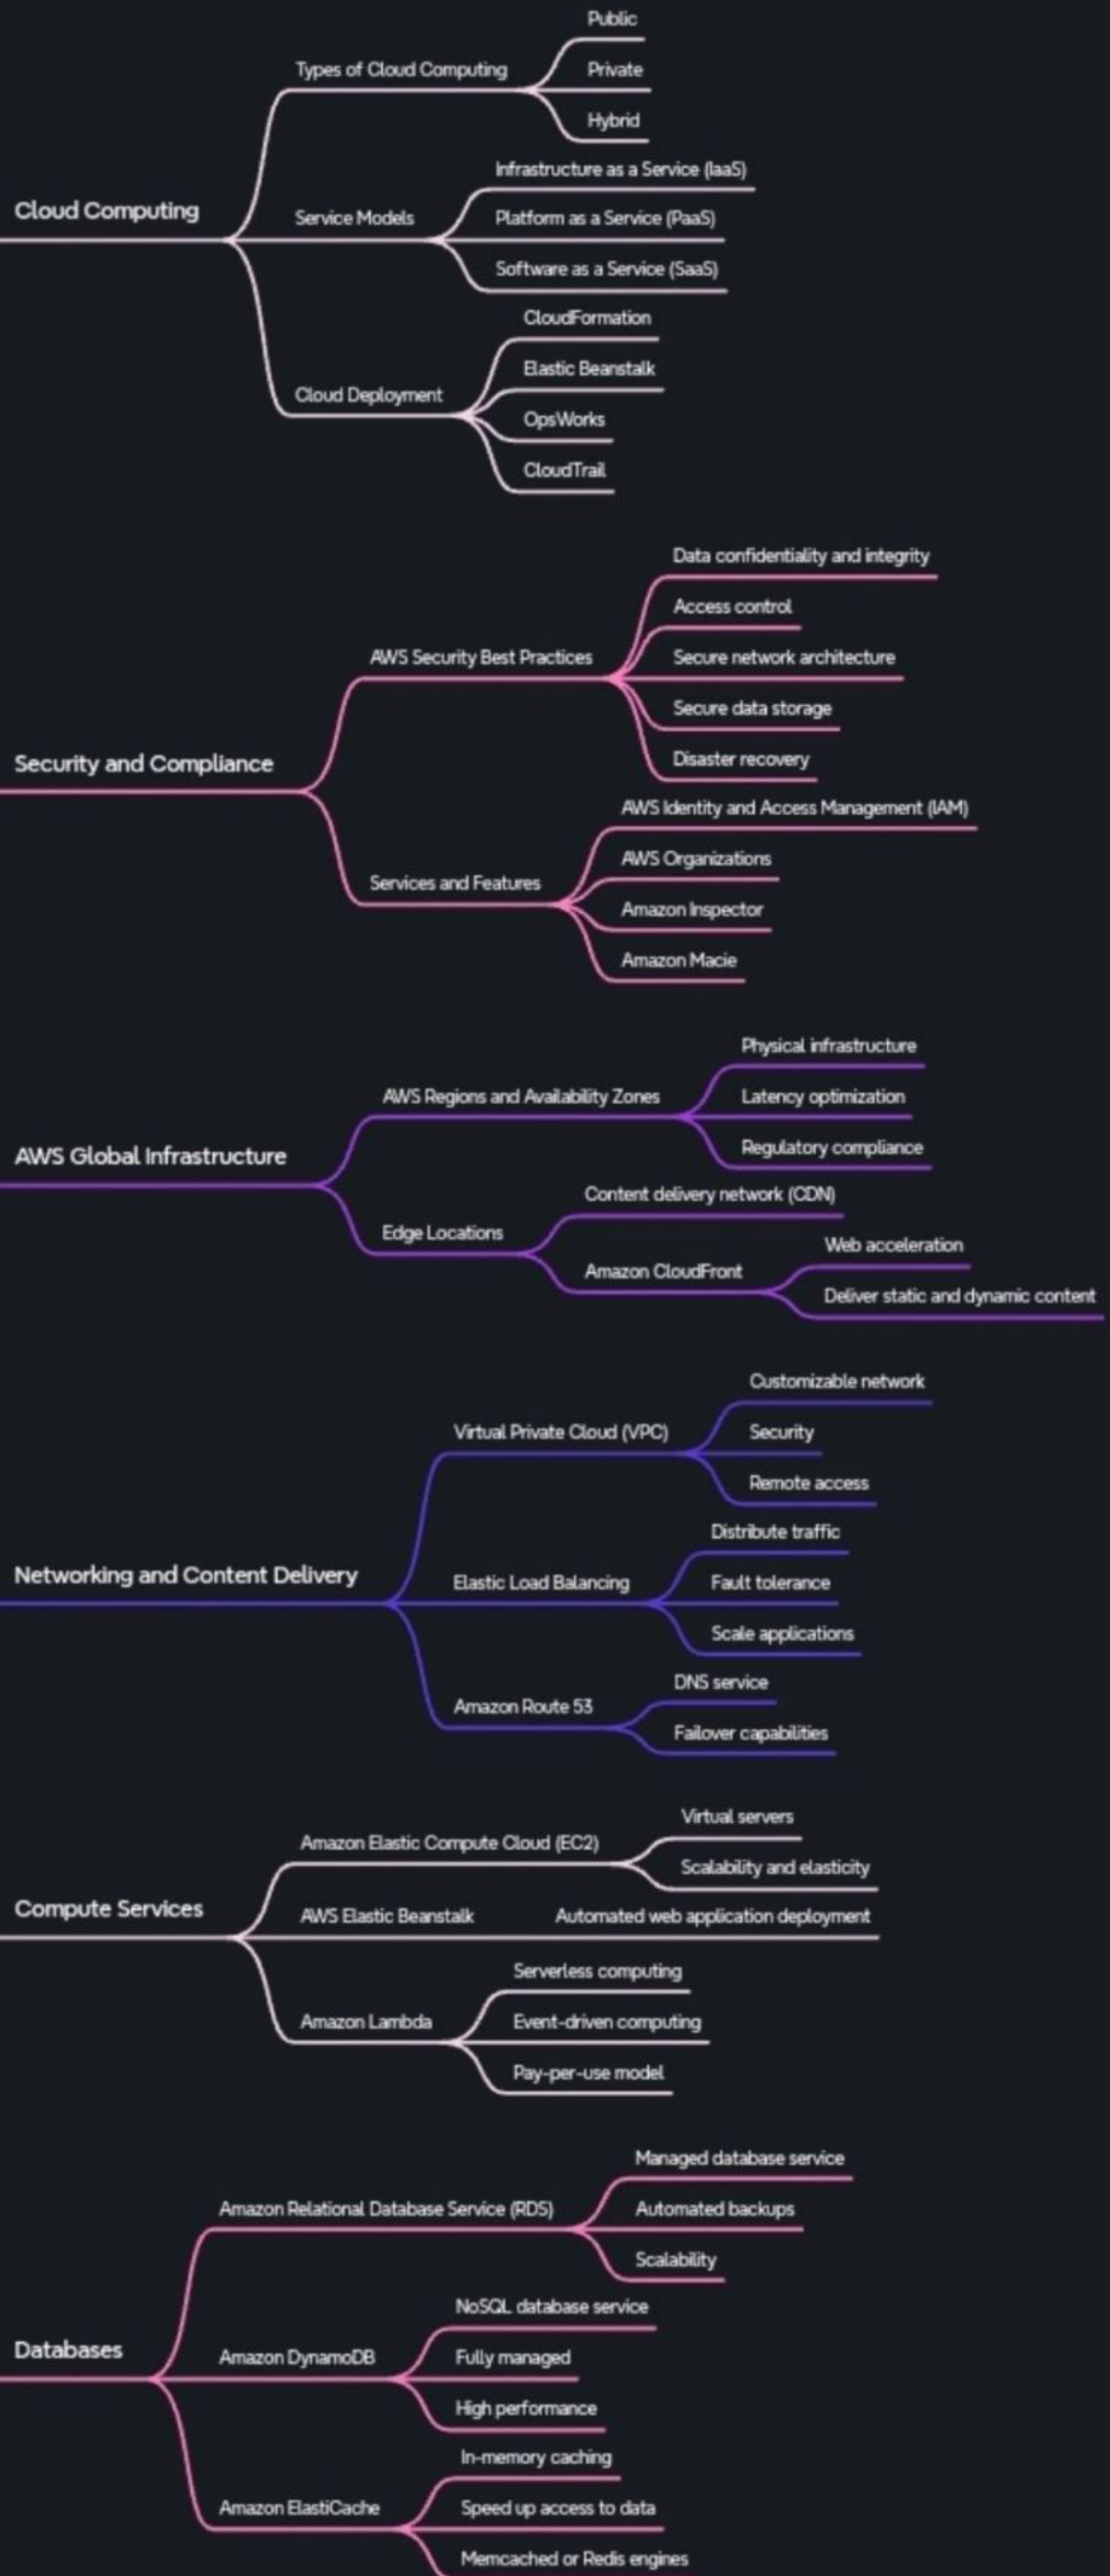 Cloud Computing
Types of Cloud Computing
Public
Private
Hybrid
Service Models
Infrastructure as a Service (IaaS)
Platform as a Service (PaaS)
Software as a Service (SaaS)
Cloud Deployment
CloudFormation
Elastic Beanstalk
OpsWorks
CloudTrail
Security and Compliance
AWS Security Best Practices
Data confidentiality and integrity
Access control
Secure network architecture
Secure data storage
Disaster recovery
Services and Features
AWS Identity and Access Management (IAM)
AWS Organizations
Amazon Inspector
Amazon Macie
AWS Global Infrastructure
AWS Regions and Availability Zones
Physical infrastructure
Latency optimization
Regulatory compliance
Edge Locations
Content delivery network (CDN)
Amazon CloudFront
Web acceleration
Deliver static and dynamic content
Networking and Content Delivery
Virtual Private Cloud (VPC)
Customizable network
Security
Remote access
Elastic Load Balancing
Distribute traffic
Fault tolerance
Scale applications
Amazon Route 53
DNS service
Failover capabilities
Compute Services
Amazon Elastic Compute Cloud (EC2)
Virtual servers
Scalability and elasticity
AWS Elastic Beanstalk
Automated web application deployment
Amazon Lambda
Serverless computing
Event-driven computing
Pay-per-use model
Databases
Amazon Relational Database Service (RDS)
Managed database service
Automated backups
Scalability
Amazon DynamoDB
NoSQL database service
Fully managed
High performance
Amazon ElastiCache
In-memory caching
Speed up access to data
Memcached or Redis engines